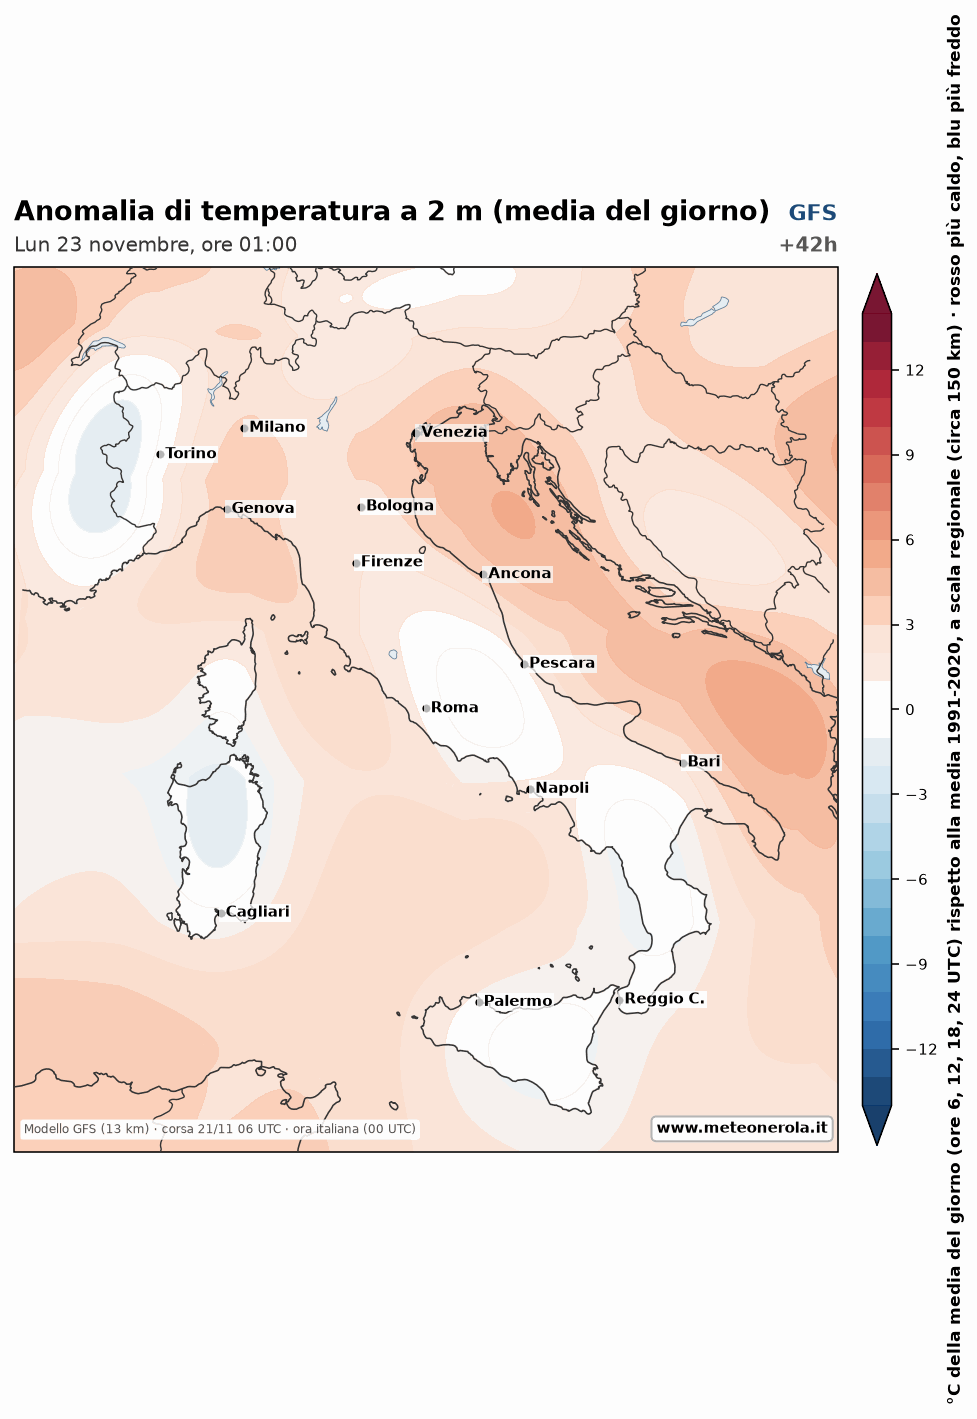 Anomalia di temperatura a 2 m (media del giorno)
GFS
Lun 23 novembre, ore 01:00
+42h
Milano
Venezia
Torino
Genova
Bologna
Firenze
Ancona
Pescara
Roma
Bari
Napoli
Cagliari
Palermo
Reggio C.
Modello GFS (13 km) · corsa 21/11 06 UTC · ora italiana (00 UTC)
www.meteonerola.it
12
9
6
3
0
−3
−6
−9
−12
°C della media del giorno (ore 6, 12, 18, 24 UTC) rispetto alla media 1991-2020, a scala regionale (circa 150 km) · rosso più caldo, blu più freddo